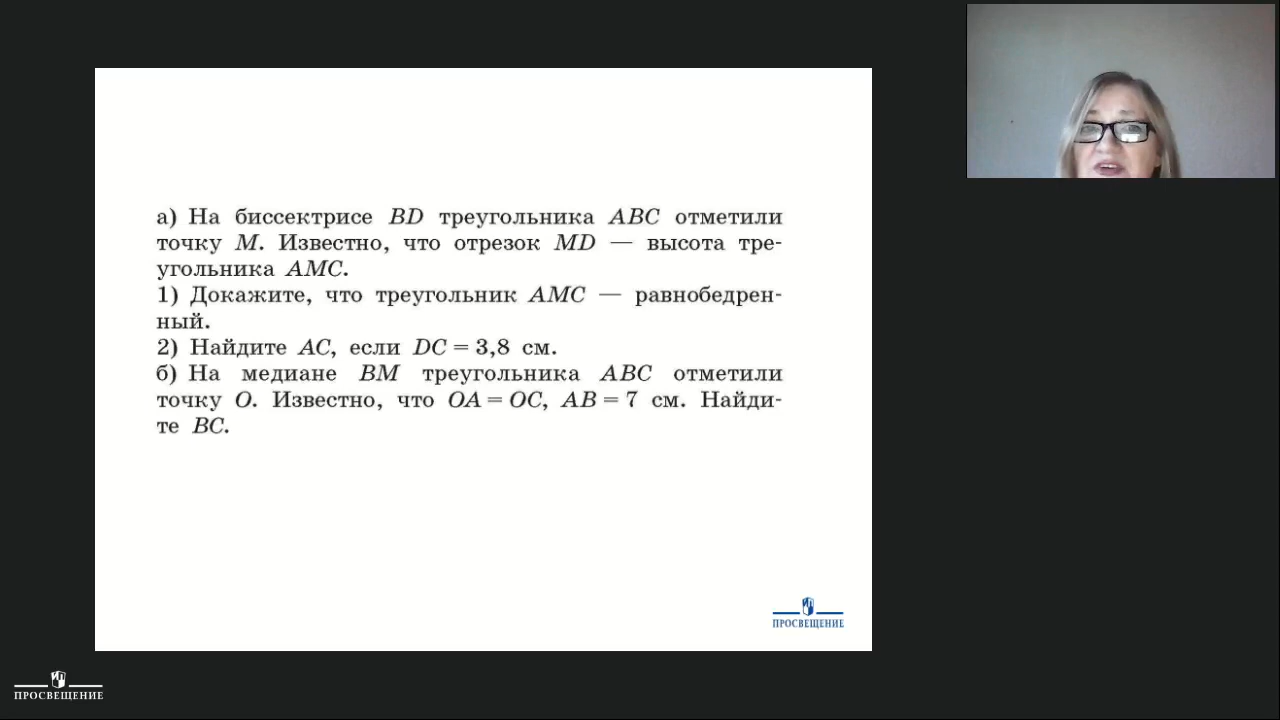 а) На биссектрисе BD треугольника ABC отметили
точку M. Известно, что отрезок MD — высота тре-
угольника AMC.
1) Докажите, что треугольник AMC — равнобедрен-
ный.
2) Найдите AC, если DC = 3,8 см.
б) На медиане BM треугольника ABC отметили
точку O. Известно, что OA = OC, AB = 7 см. Найди-
те BC.
ПРОСВЕЩЕНИЕ
ПРОСВЕЩЕНИЕ